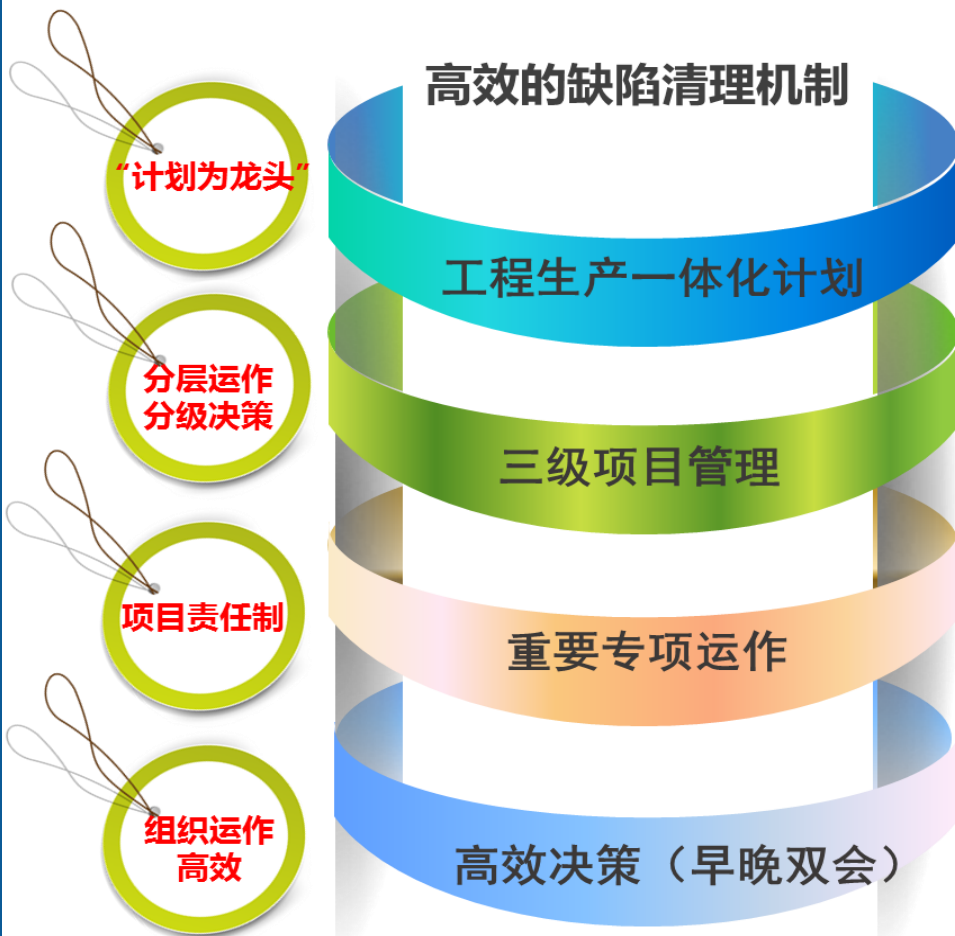 高效的缺陷清理机制
“计划为龙头”
工程生产一体化计划
分层运作
分级决策
三级项目管理
项目责任制
重要专项运作
组织运作
高效
高效决策（早晚双会）